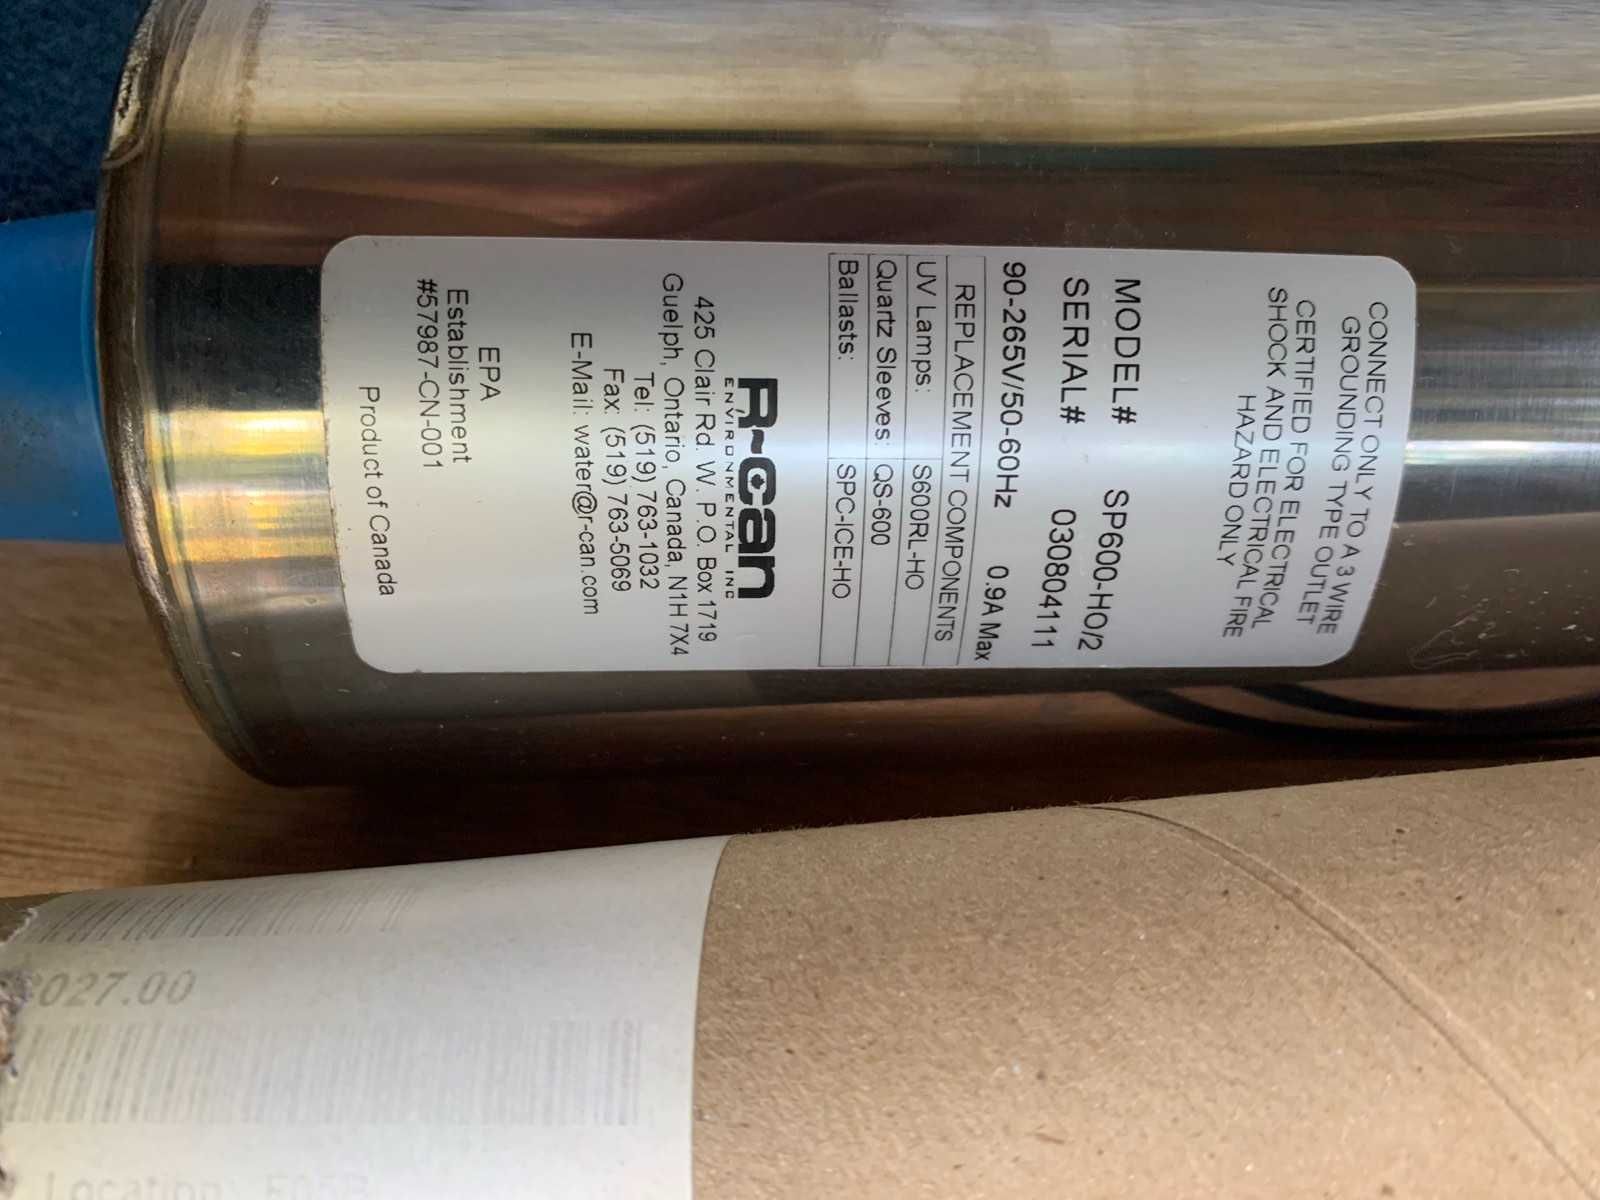 CONNECT ONLY TO A 3 WIRE
GROUNDING TYPE OUTLET
CERTIFIED FOR ELECTRICAL
SHOCK AND ELECTRICAL FIRE
HAZARD ONLY
MODEL# SP600-HO/2
SERIAL# 030804111
90-265V/50-60Hz 0.9A Max
REPLACEMENT COMPONENTS
UV Lamps: S600RL-HO
Quartz Sleeves: QS-600
Ballasts: SPC-ICE-HO
R-can
ENVIRONMENTAL INC
425 Clair Rd. W. P.O. Box 1719
Guelph, Ontario, Canada, N1H 7X4
Tel: (519) 763-1032
Fax: (519) 763-5069
E-Mail: water@r-can.com
EPA
Establishment
#57987-CN-001
Product of Canada
027.00
Location: